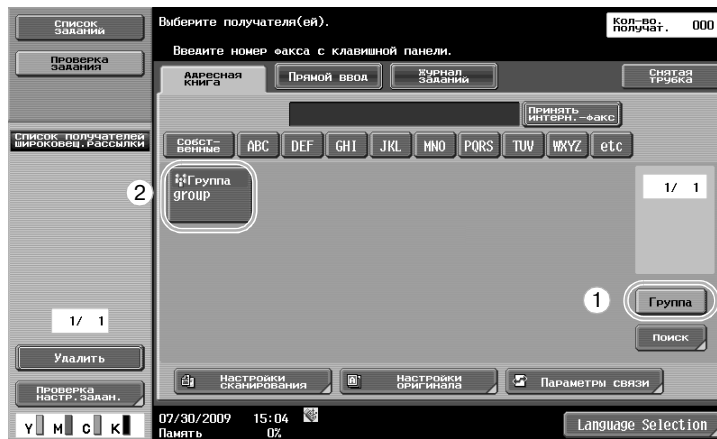 Список
заданий
Проверка
задания
Список получателей
широковещ.рассылки
1/ 1
Удалить
Проверка
настр.задан.
Y M C K
Выберите получателя(ей).
Введите номер факса с клавишной панели.
Кол-во.
получат. 000
Адресная
книга
Прямой ввод
Журнал
заданий
Снятая
трубка
Принять
интерн.-факс
Собст-
венные
ABC DEF GHI JKL MNO PQRS TUV WXYZ etc
2
Группа
group
1/ 1
1
Группа
Поиск
Настройки
сканирования
Настройки
оригинала
Параметры связи
07/30/2009 15:04
Память 0%
Language Selection